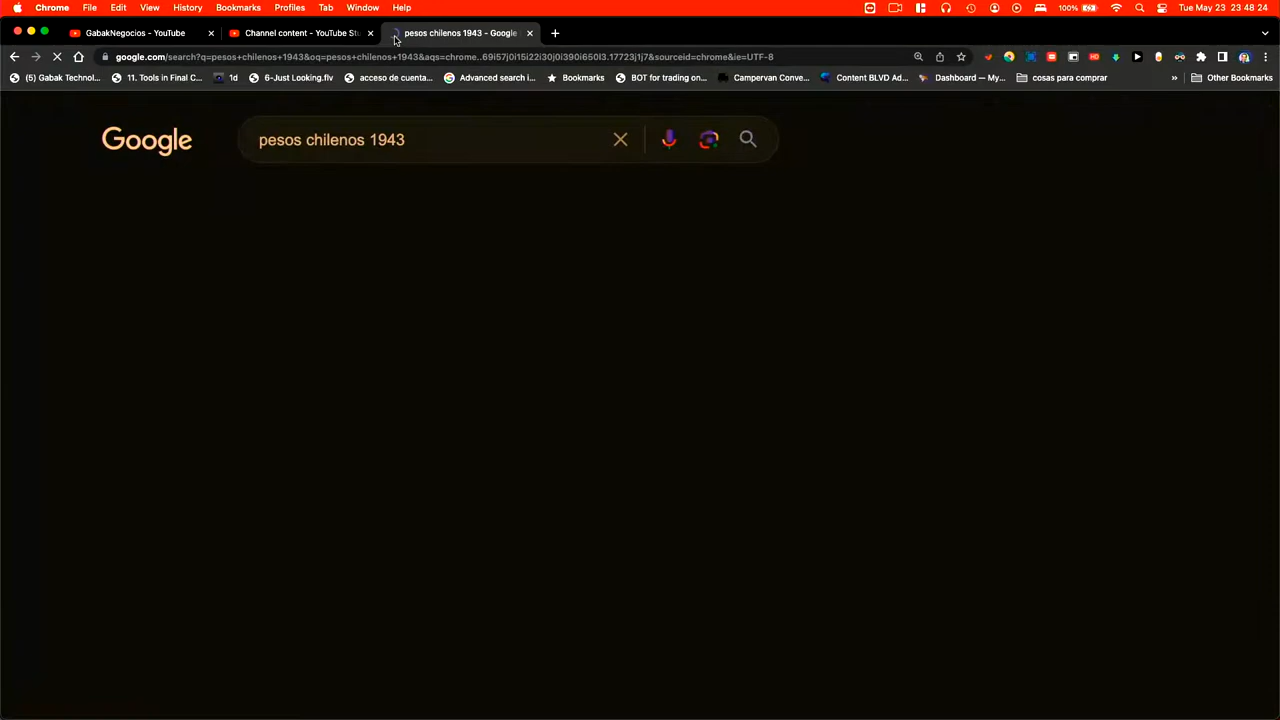 Chrome File Edit View History Bookmarks Profiles Tab Window Help 100% Tue May 23 23 48 24
GabakNegocios - YouTube Channel content - YouTube Stu pesos chilenos 1943 - Google
google.com/search?q=pesos+chilenos+1943&oq=pesos+chilenos+1943&aqs=chrome..69i57j0i15i22i30j0i390i650l3.17723j1j7&sourceid=chrome&ie=UTF-8
(5) Gabak Technol... 11. Tools in Final C... 1d 6-Just Looking.flv acceso de cuenta... Advanced search i... Bookmarks BOT for trading on... Campervan Conve... Content BLVD Ad... Dashboard — My... cosas para comprar » Other Bookmarks
Google pesos chilenos 1943